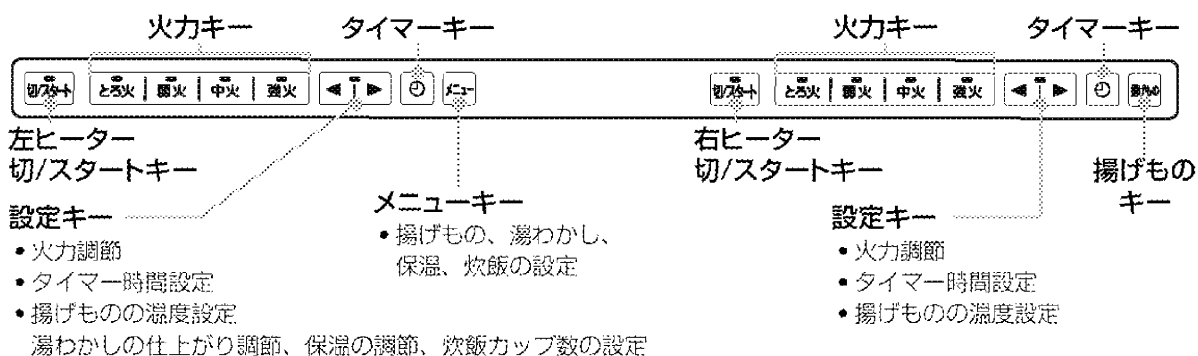 火力キー タイマーキー 火力キー タイマーキー
切/スタート とろ火 弱火 中火 強火 メニュー 切/スタート とろ火 弱火 中火 強火 揚げもの
左ヒーター
切/スタートキー
右ヒーター
切/スタートキー
揚げもの
キー
設定キー
• 火力調節
• タイマー時間設定
• 揚げものの温度設定
湯わかしの仕上がり調節、保温の調節、炊飯カップ数の設定
メニューキー
• 揚げもの、湯わかし、
保温、炊飯の設定
設定キー
• 火力調節
• タイマー時間設定
• 揚げものの温度設定